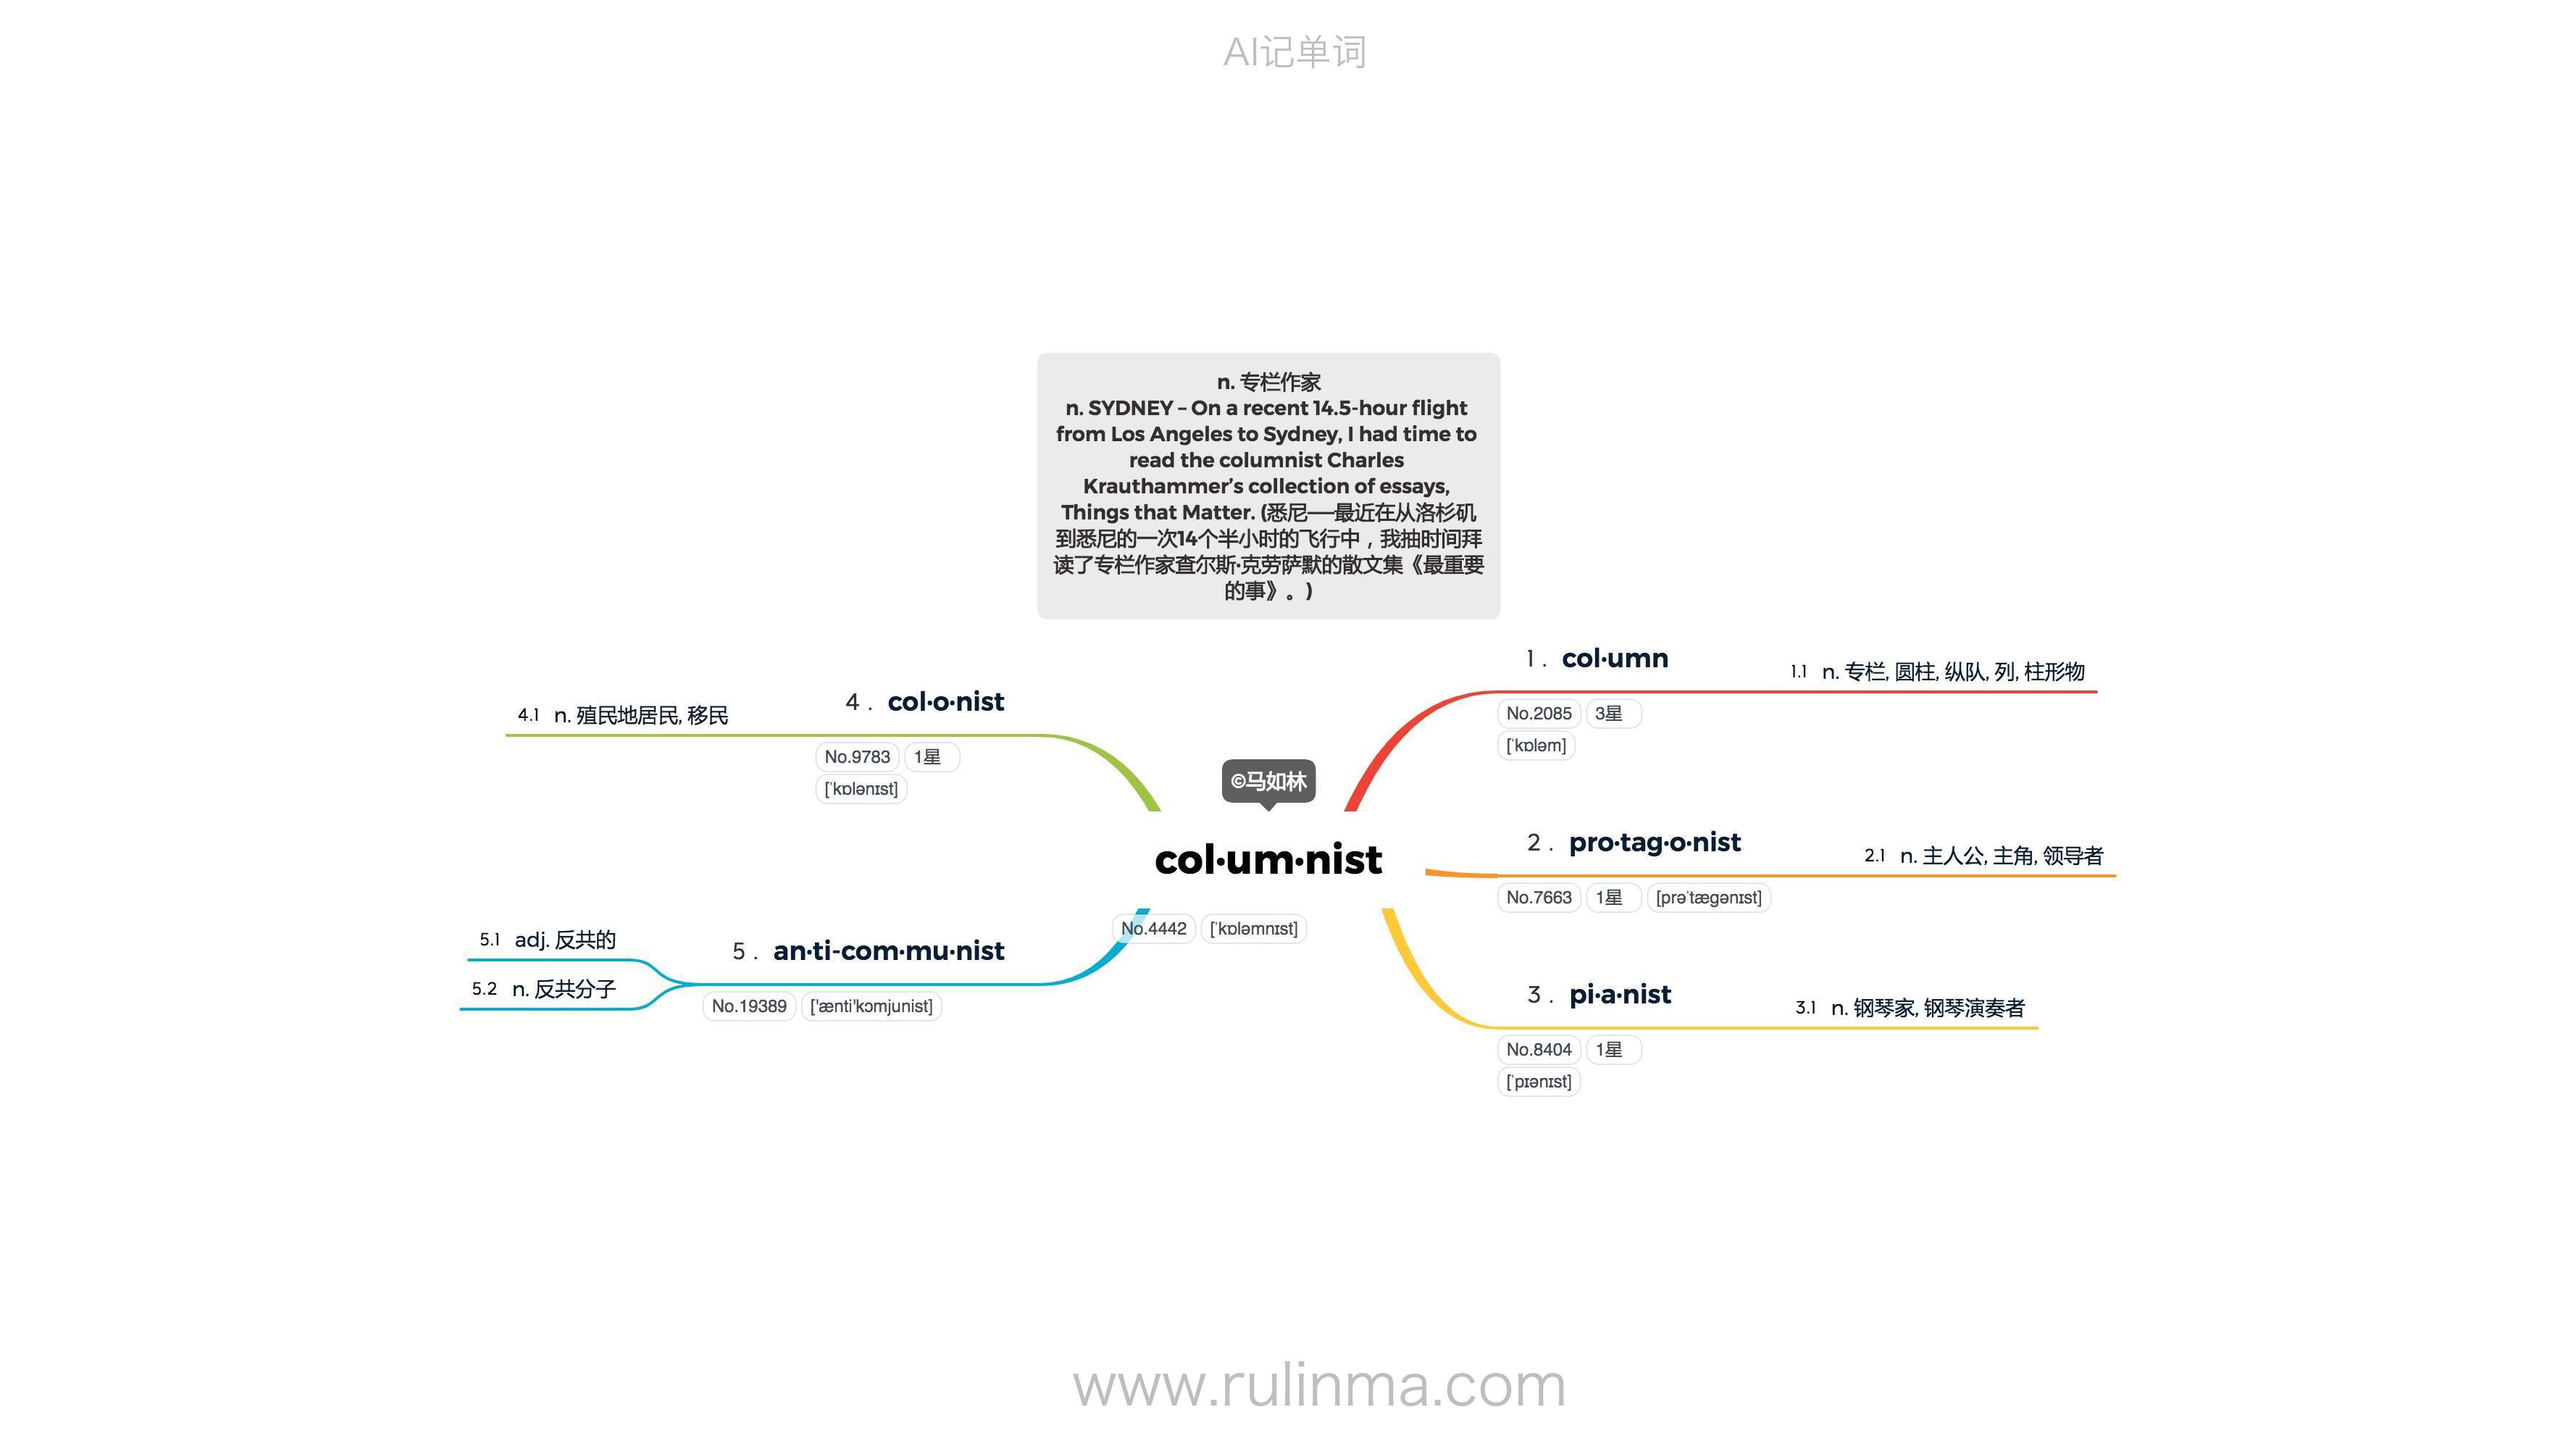 AI记单词
n. 专栏作家
n. SYDNEY – On a recent 14.5-hour flight
from Los Angeles to Sydney, I had time to
read the columnist Charles
Krauthammer’s collection of essays,
Things that Matter. (悉尼——最近在从洛杉矶
到悉尼的一次14个半小时的飞行中，我抽时间拜
读了专栏作家查尔斯·克劳萨默的散文集《最重要
的事》。)
©马如林
col·um·nist
No.4442 [ˈkɒləmnɪst]
1 . col·umn
1.1 n. 专栏, 圆柱, 纵队, 列, 柱形物
No.2085 3星
[ˈkɒləm]
2 . pro·tag·o·nist
2.1 n. 主人公, 主角, 领导者
No.7663 1星 [prəˈtægənɪst]
3 . pi·a·nist
3.1 n. 钢琴家, 钢琴演奏者
No.8404 1星
[ˈpɪənɪst]
4 . col·o·nist
4.1 n. 殖民地居民, 移民
No.9783 1星
[ˈkɒlənɪst]
5 . an·ti-com·mu·nist
5.1 adj. 反共的
5.2 n. 反共分子
No.19389 ['ænti'kɔmjunist]
www.rulinma.com